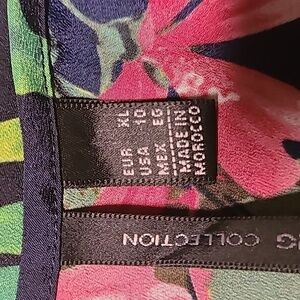 EUR XL
USA 10
MEX EG
MADE IN
MOROCCO
COLLECTION